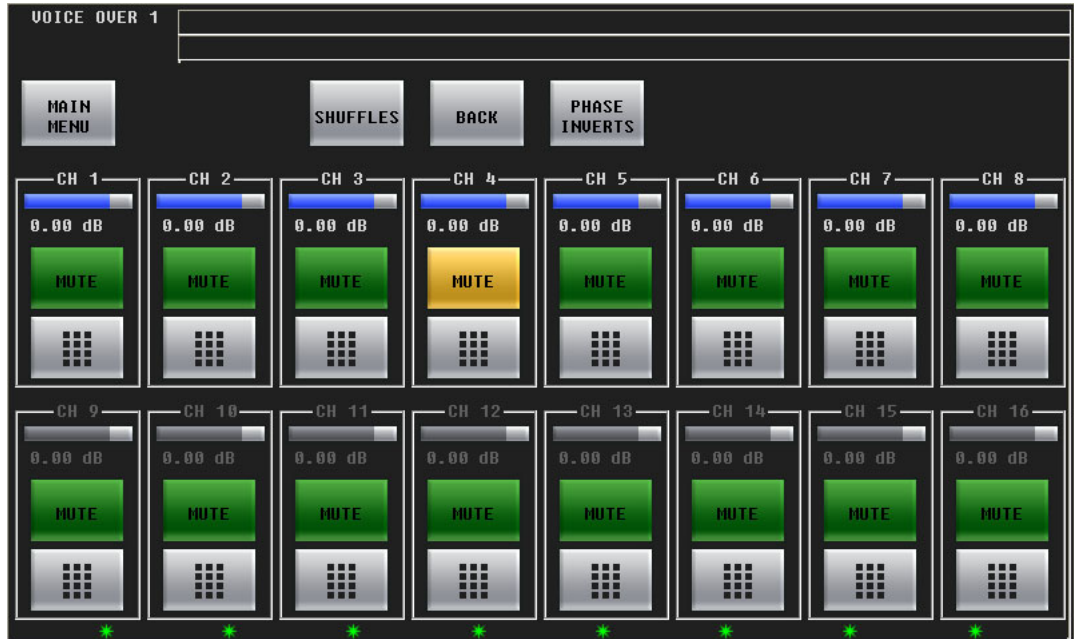 VOICE OVER 1
MAIN MENU SHUFFLES BACK PHASE INVERTS
CH 1 CH 2 CH 3 CH 4 CH 5 CH 6 CH 7 CH 8
0.00 dB 0.00 dB 0.00 dB 0.00 dB 0.00 dB 0.00 dB 0.00 dB 0.00 dB
MUTE MUTE MUTE MUTE MUTE MUTE MUTE MUTE
CH 9 CH 10 CH 11 CH 12 CH 13 CH 14 CH 15 CH 16
0.00 dB 0.00 dB 0.00 dB 0.00 dB 0.00 dB 0.00 dB 0.00 dB 0.00 dB
MUTE MUTE MUTE MUTE MUTE MUTE MUTE MUTE